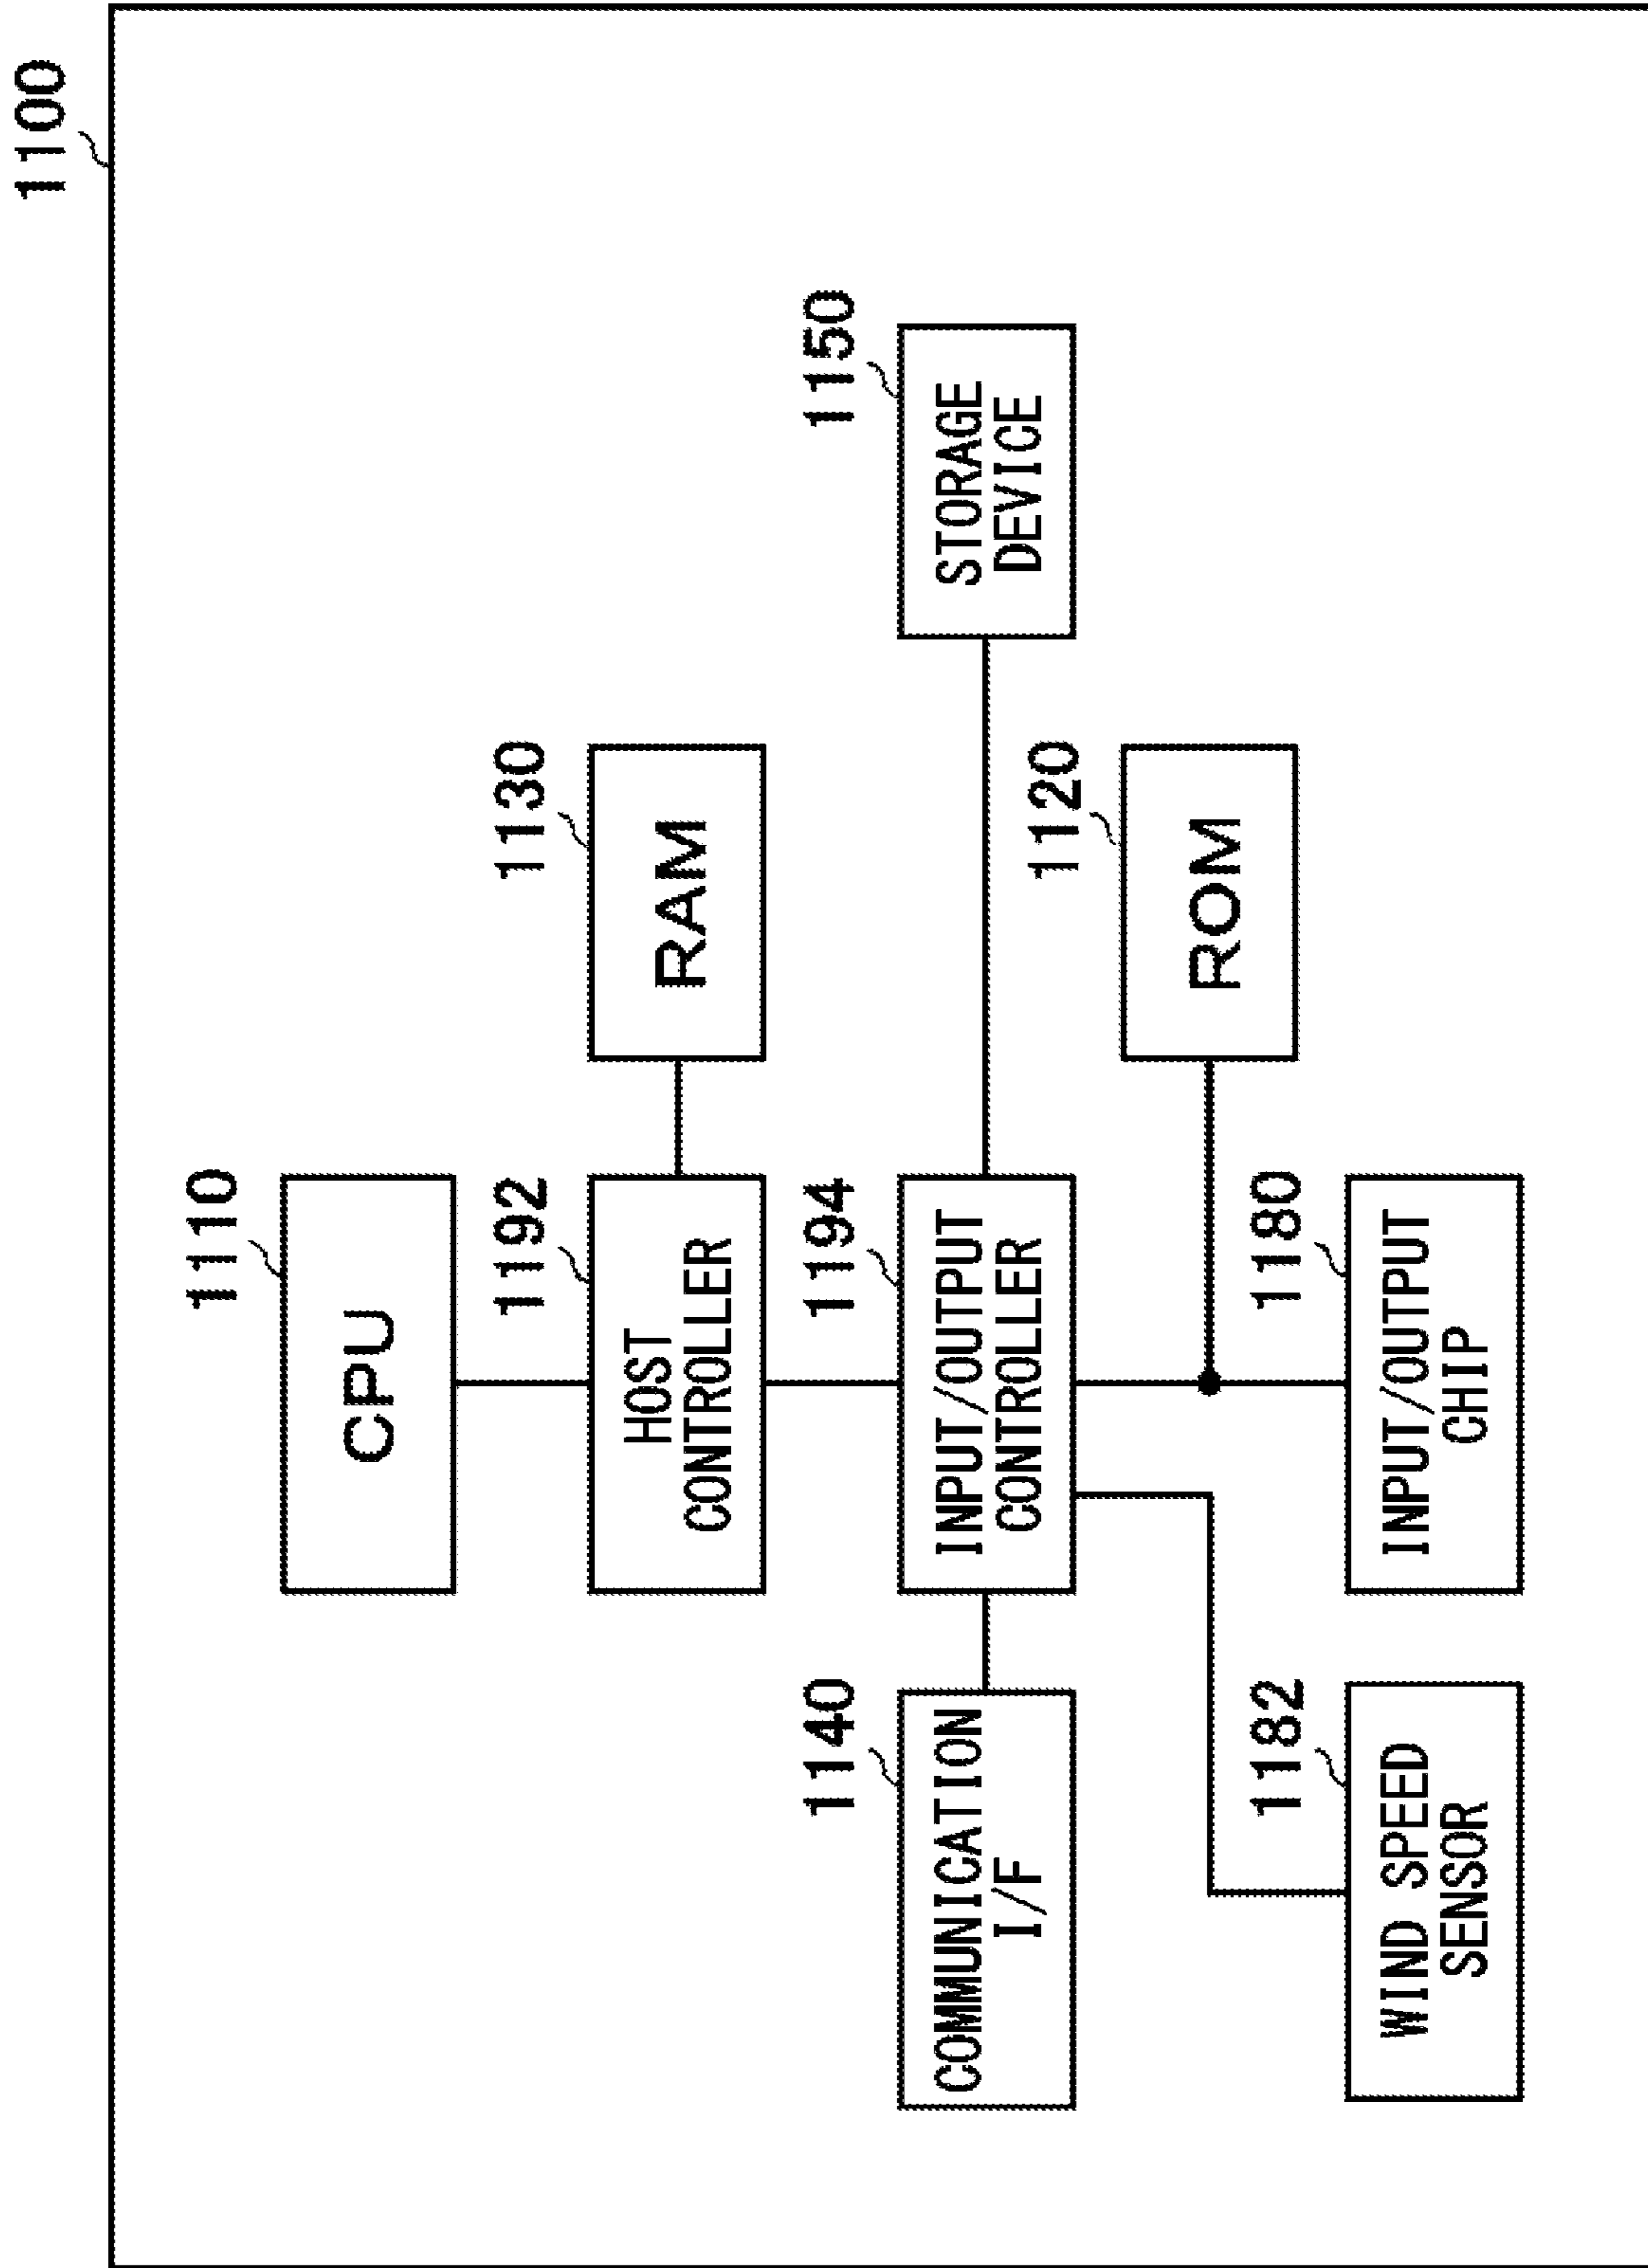 1100
1110
CPU
1192
HOST
CONTROLLER
1130
RAM
1140
COMMUNICATION
I/F
1194
INPUT/OUTPUT
CONTROLLER
1150
STORAGE
DEVICE
1120
ROM
1182
WIND SPEED
SENSOR
1180
INPUT/OUTPUT
CHIP